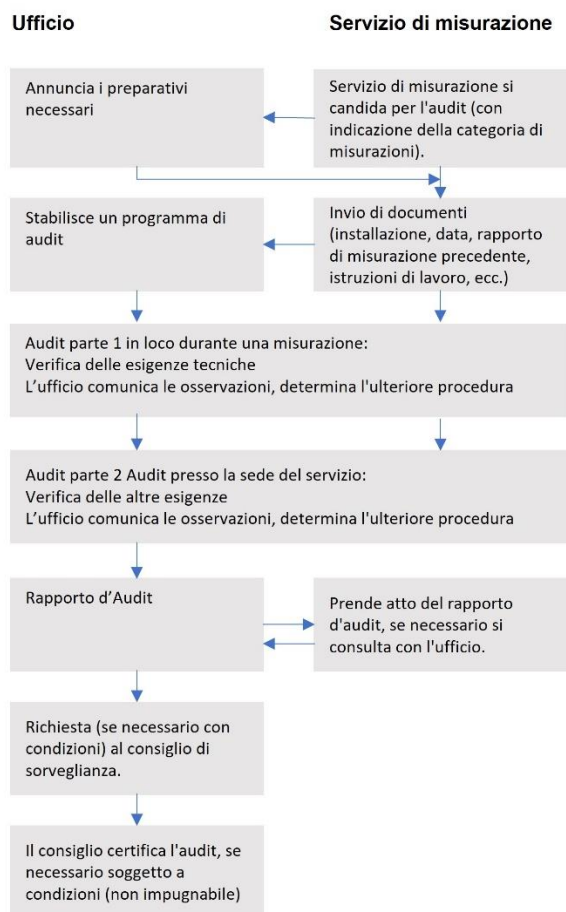 Ufficio
Servizio di misurazione
Annuncia i preparativi
necessari
Servizio di misurazione si
candida per l'audit (con
indicazione della categoria di
misurazioni).
Stabilisce un programma di
audit
Invio di documenti
(installazione, data, rapporto
di misurazione precedente,
istruzioni di lavoro, ecc.)
Audit parte 1 in loco durante una misurazione:
Verifica delle esigenze tecniche
L’ufficio comunica le osservazioni, determina l'ulteriore procedura
Audit parte 2 Audit presso la sede del servizio:
Verifica delle altre esigenze
L’ufficio comunica le osservazioni, determina l'ulteriore procedura
Rapporto d’Audit
Prende atto del rapporto
d'audit, se necessario si
consulta con l'ufficio.
Richiesta (se necessario con
condizioni) al consiglio di
sorveglianza.
Il consiglio certifica l'audit, se
necessario soggetto a
condizioni (non impugnabile)